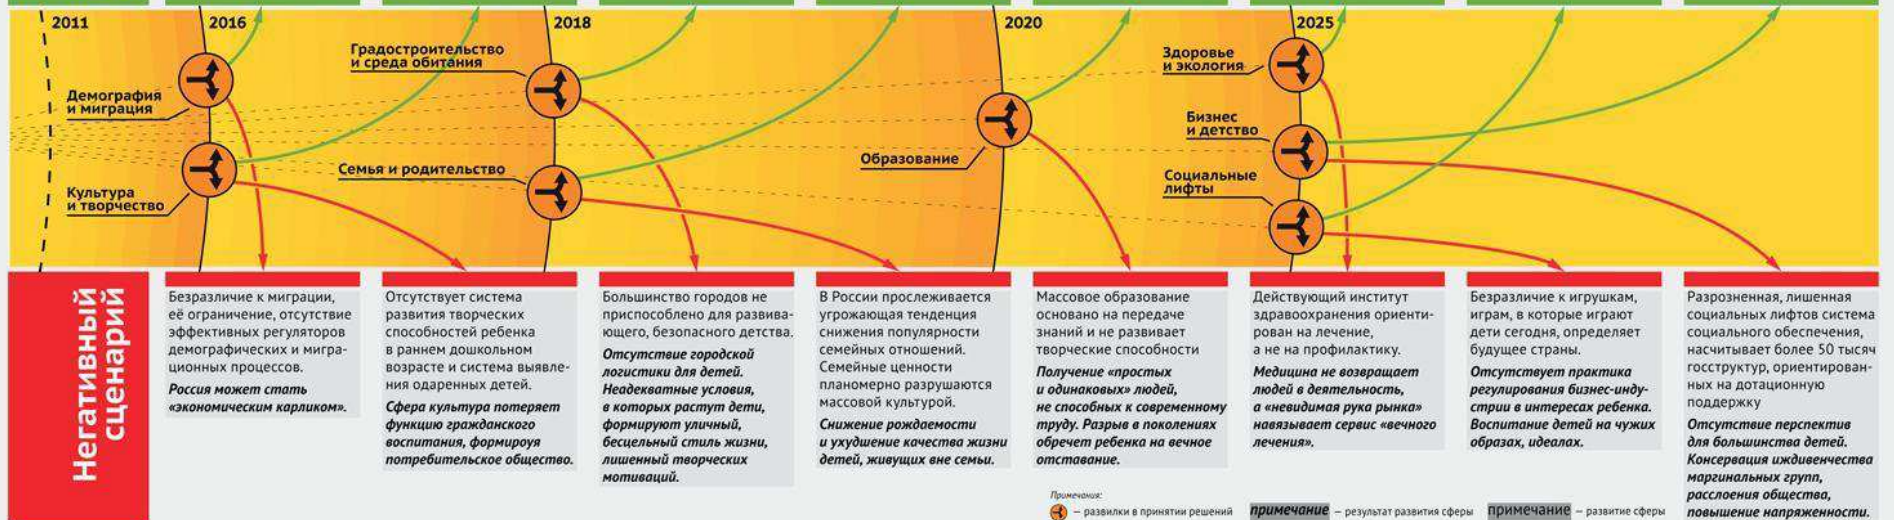 2011
2016
2018
2020
2025
Демография
и миграция
Культура
и творчество
Градостроительство
и среда обитания
Семья и родительство
Образование
Здоровье
и экология
Бизнес
и детство
Социальные
лифты
Негативный
сценарий
Безразличие к миграции,
её ограничение, отсутствие
эффективных регуляторов
демографических и мигра-
ционных процессов.
Россия может стать
«экономическим карликом».
Отсутствует система
развития творческих
способностей ребенка
в раннем дошкольном
возрасте и система выявле-
ния одаренных детей.
Сфера культура потеряет
функцию гражданского
воспитания, формируя
потребительское общество.
Большинство городов не
приспособлено для развива-
ющего, безопасного детства.
Отсутствие городской
логистики для детей.
Неадекватные условия,
в которых растут дети,
формируют уличный,
бесцельный стиль жизни,
лишенный творческих
мотиваций.
В России прослеживается
угрожающая тенденция
снижения популярности
семейных отношений.
Семейные ценности
планомерно разрушаются
массовой культурой.
Снижение рождаемости
и ухудшение качества жизни
детей, живущих вне семьи.
Массовое образование
основано на передаче
знаний и не развивает
творческие способности
Получение «простых
и одинаковых» людей,
не способных к современному
труду. Разрыв в поколениях
обречет ребенка на вечное
отставание.
Действующий институт
здравоохранения ориенти-
рован на лечение,
а не на профилактику.
Медицина не возвращает
людей в деятельность,
а «невидимая рука рынка»
навязывает сервис «вечного
лечения».
Безразличие к игрушкам,
играм, в которые играют
дети сегодня, определяет
будущее страны.
Отсутствует практика
регулирования бизнес-инду-
стрии в интересах ребенка.
Воспитание детей на чужих
образах, идеалах.
Разрозненная, лишенная
социальных лифтов система
социального обеспечения,
насчитывает более 50 тысяч
госструктур, ориентирован-
ных на дотационную
поддержку
Отсутствие перспектив
для большинства детей.
Консервация иждивенчества
маргинальных групп,
расслоения общества,
повышение напряженности.
Примечания:
– развилки в принятии решений
примечание – результат развития сферы
примечание – развитие сферы